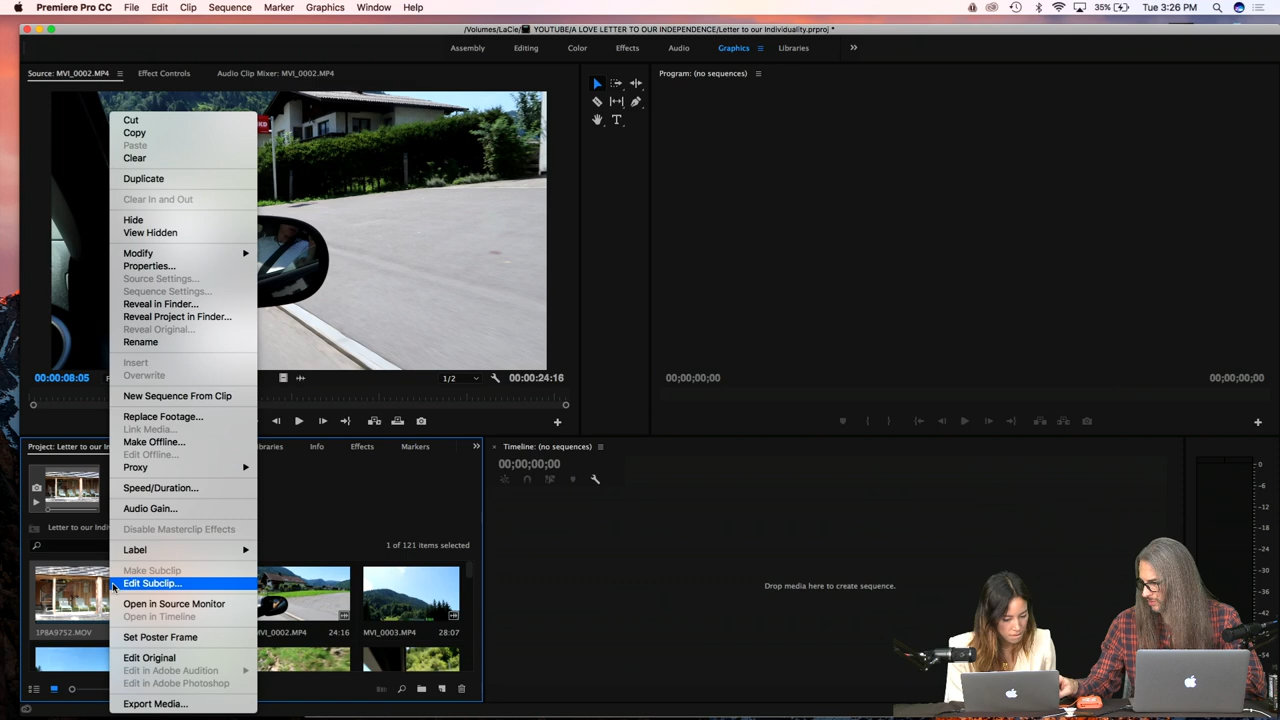 Premiere Pro CC File Edit Clip Sequence Marker Graphics Window Help 35% Tue 3:26 PM
/Volumes/LaCie/ YOUTUBE/A LOVE LETTER TO OUR INDEPENDENCE/Letter to our Individuality.prproj *
Assembly Editing Color Effects Audio Graphics Libraries
Source: MVI_0002.MP4 Effect Controls Audio Clip Mixer: MVI_0002.MP4 Program: (no sequences)
Cut
Copy
Paste
Clear
Duplicate
Clear In and Out
Hide
View Hidden
Modify
Properties...
Source Settings...
Sequence Settings...
Reveal in Finder...
Reveal Project in Finder...
Reveal Original...
Rename
Insert
Overwrite
New Sequence From Clip
Replace Footage...
Link Media...
Make Offline...
Edit Offline...
Proxy
Speed/Duration...
Audio Gain...
Disable Masterclip Effects
Label
Make Subclip
Edit Subclip...
Open in Source Monitor
Open in Timeline
Set Poster Frame
Edit Original
Edit in Adobe Audition
Edit in Adobe Photoshop
Export Media...
00:00:08:05 1/2 00:00:24:16
00;00;00;00 00;00;00;00
Project: Letter to our In Info Effects Markers
Letter to our Indi
1 of 121 items selected
1P8A9752.MOV MVI_0002.MP4 24:16 MVI_0003.MP4 28:07
Timeline: (no sequences)
00;00;00;00
Drop media here to create sequence.
0
-6
-12
-18
-24
-30
-36
-54